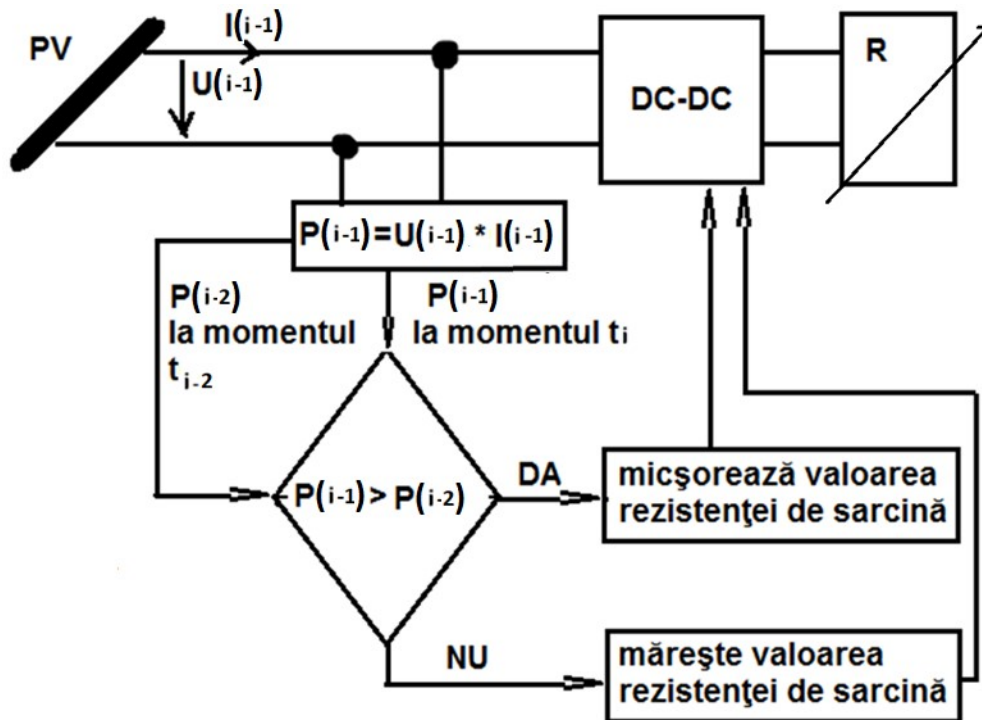 PV
I(i-1)
U(i-1)
DC-DC
R
P(i-1)=U(i-1) * I(i-1)
P(i-2)
la momentul
t i-2
P(i-1)
la momentul ti
P(i-1) > P(i-2)
DA
micşorează valoarea
rezistenţei de sarcină
NU
măreşte valoarea
rezistenţei de sarcină